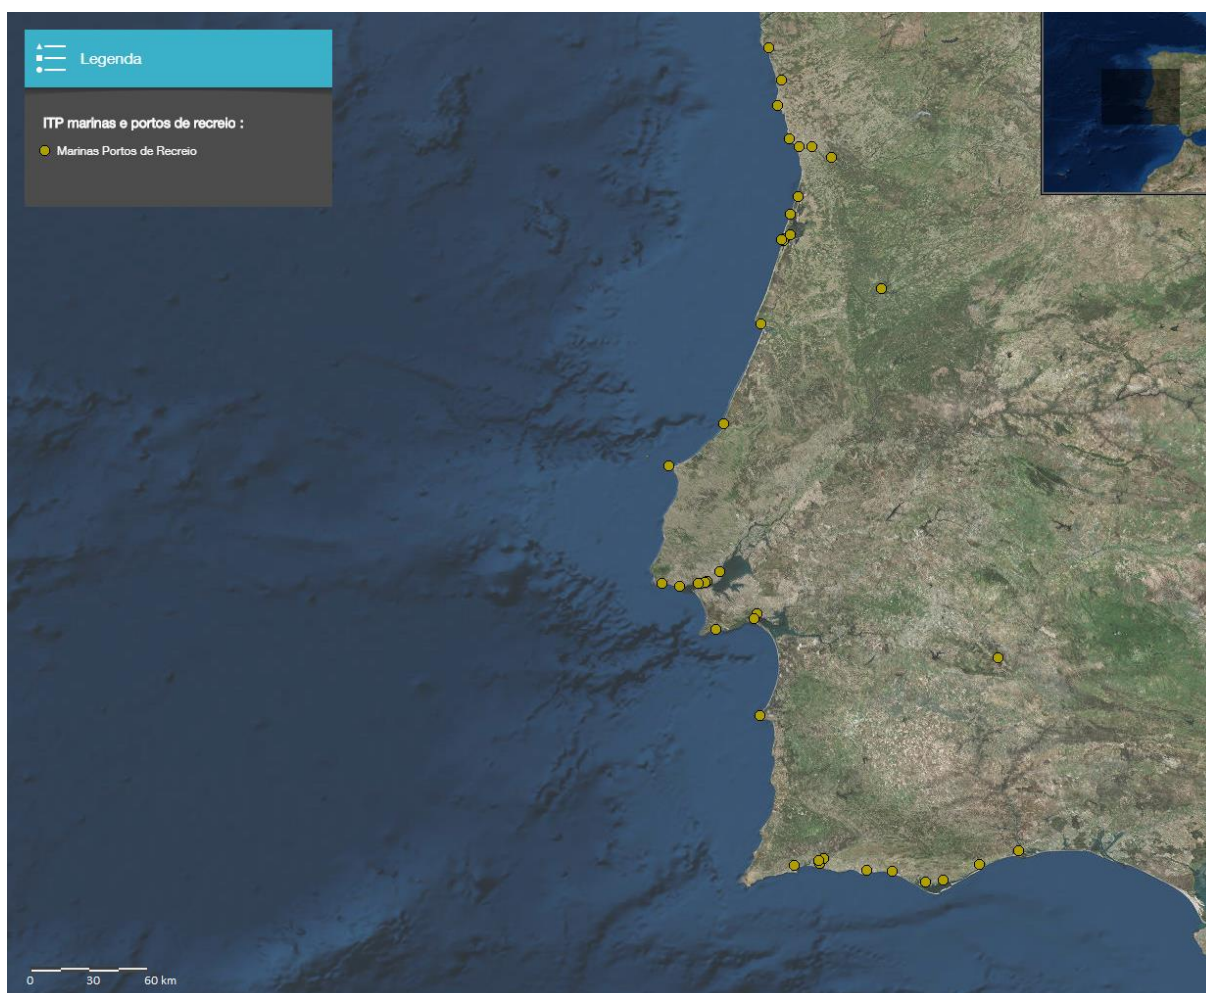 Legenda
ITP marinas e portos de recreio :
Marinas Portos de Recreio
0 30 60 km